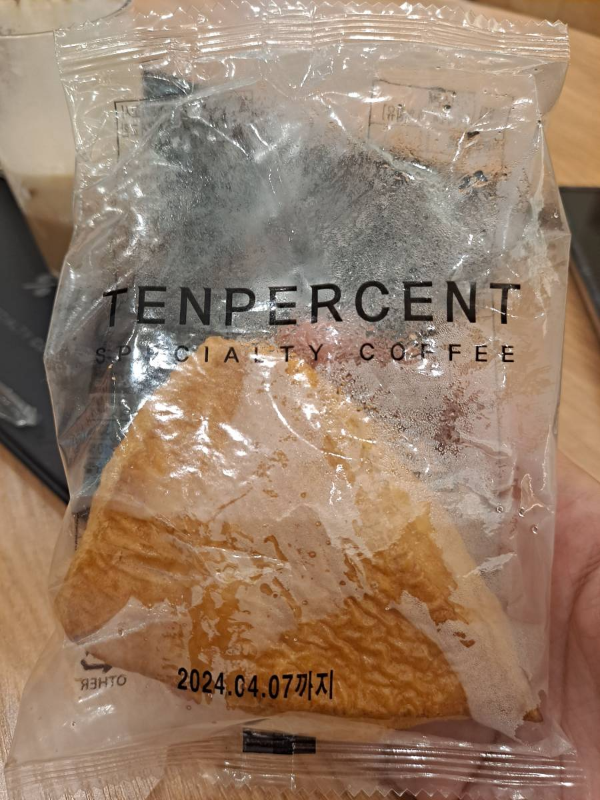 TENPERCENT
SPECIALTY COFFEE
OTHER
2024.04.07까지